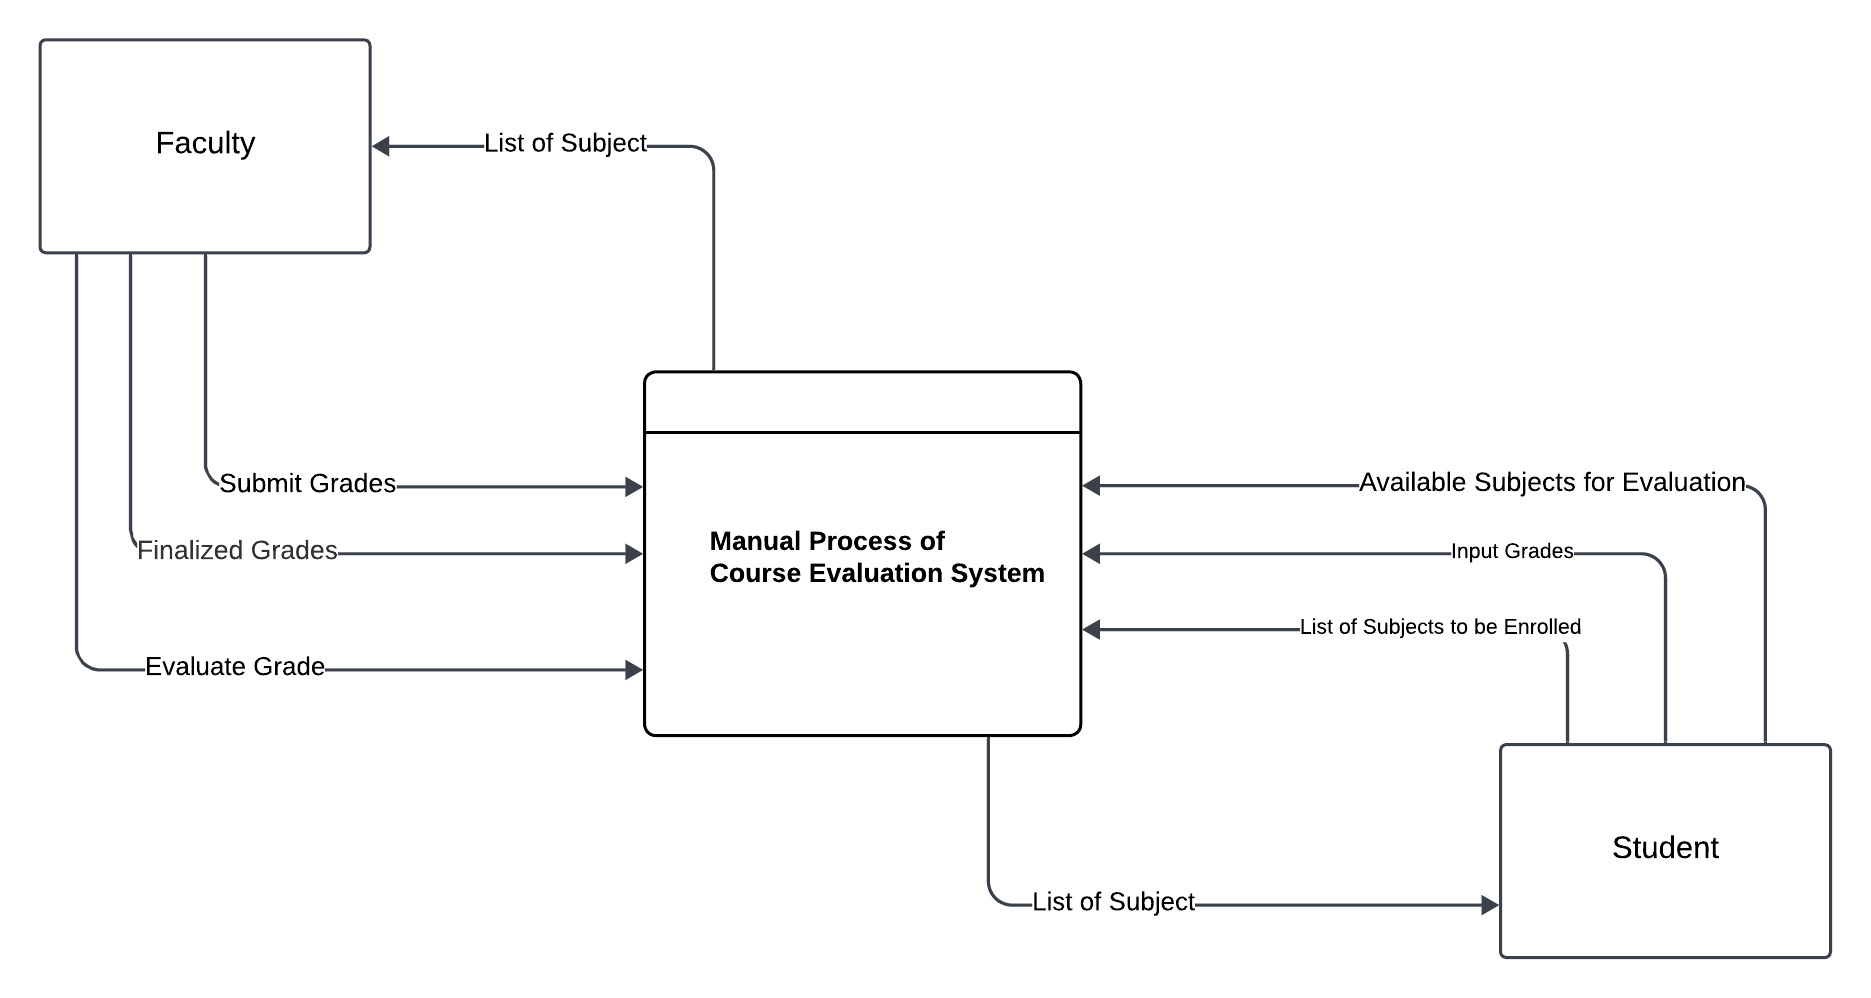 Faculty
List of Subject
Submit Grades
Finalized Grades
Evaluate Grade
Manual Process of
Course Evaluation System
Available Subjects for Evaluation
Input Grades
List of Subjects to be Enrolled
Student
List of Subject